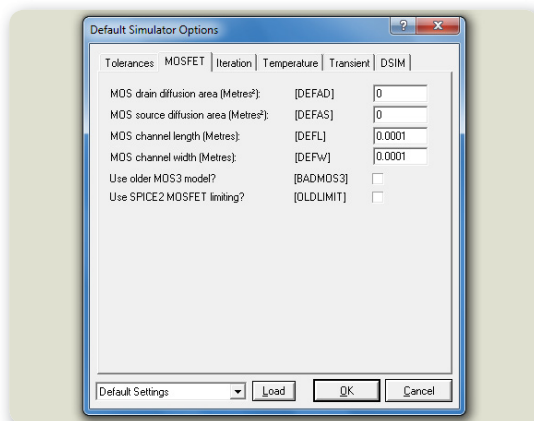 Default Simulator Options
Tolerances MOSFET Iteration Temperature Transient DSIM
MOS drain diffusion area (Metres²): [DEFAD] 0
MOS source diffusion area (Metres²): [DEFAS] 0
MOS channel length (Metres): [DEFL] 0.0001
MOS channel width (Metres): [DEFW] 0.0001
Use older MOS3 model? [BADMOS3]
Use SPICE2 MOSFET limiting? [OLDLIMIT]
Default Settings Load OK Cancel